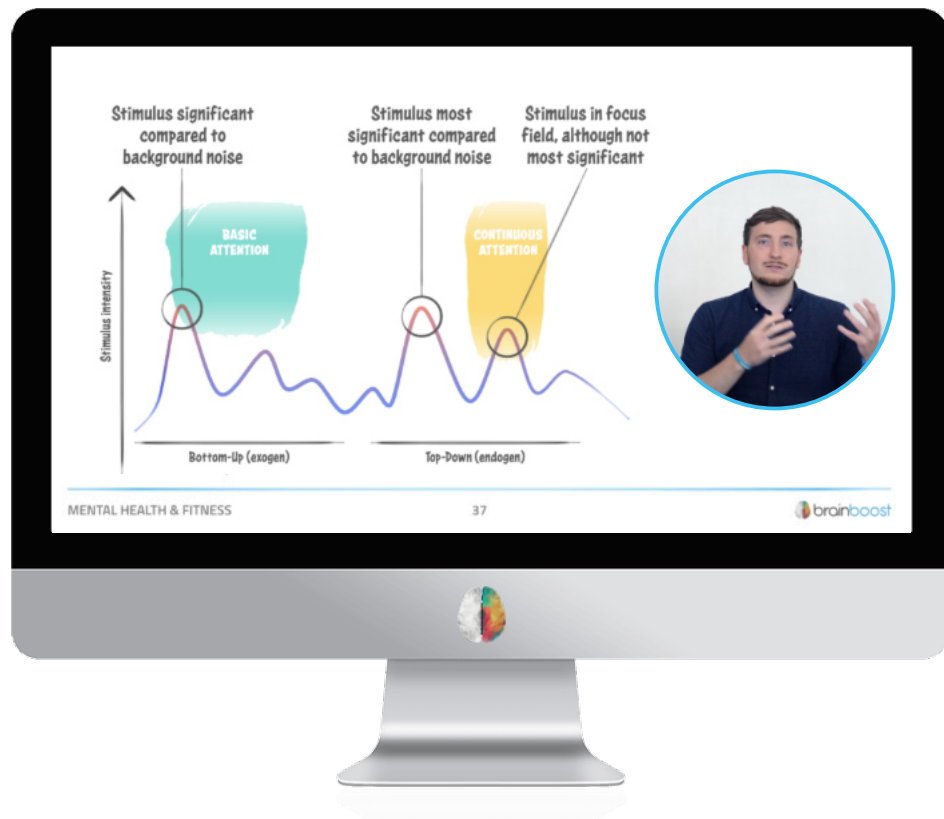 Stimulus significant
compared to
background noise
Stimulus most
significant compared
to background noise
Stimulus in focus
field, although not
most significant
BASIC
ATTENTION
CONTINUOUS
ATTENTION
Stimulus intensity
Bottom-Up (exogen)
Top-Down (endogen)
MENTAL HEALTH & FITNESS
37
brainboost